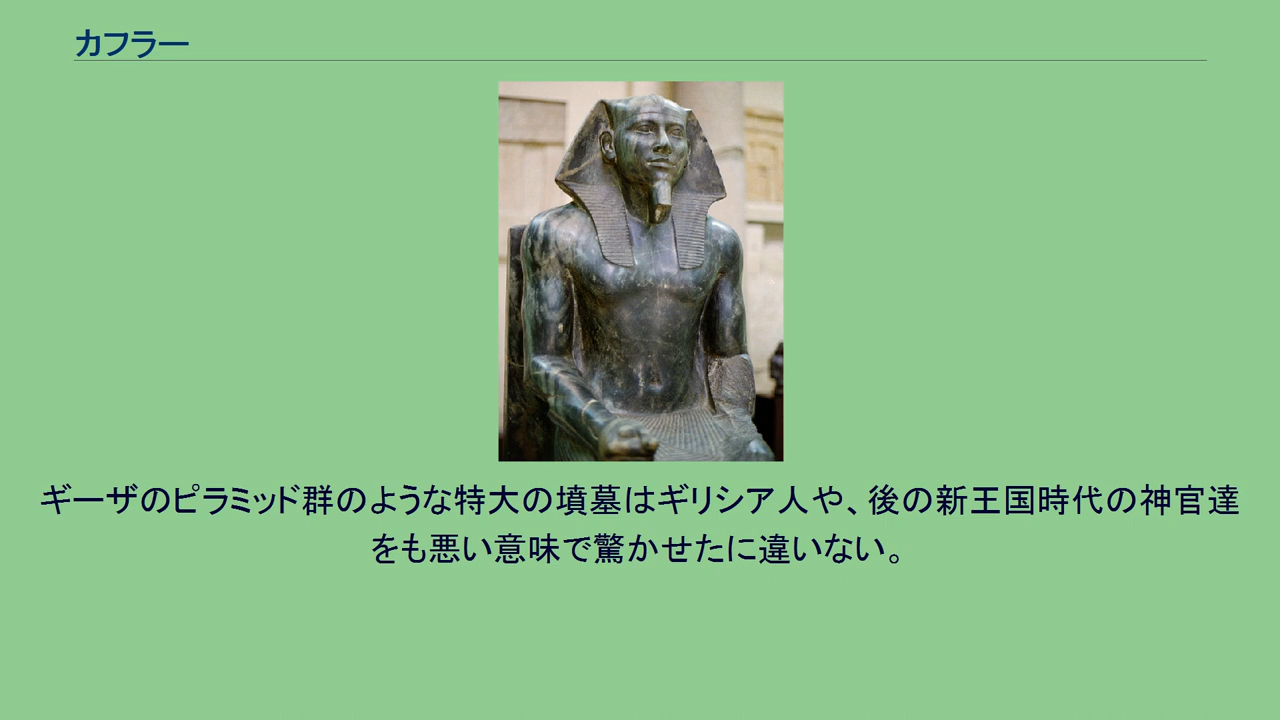 カフラー
ギーザのピラミッド群のような特大の墳墓はギリシア人や、後の新王国時代の神官達
をも悪い意味で驚かせたに違いない。